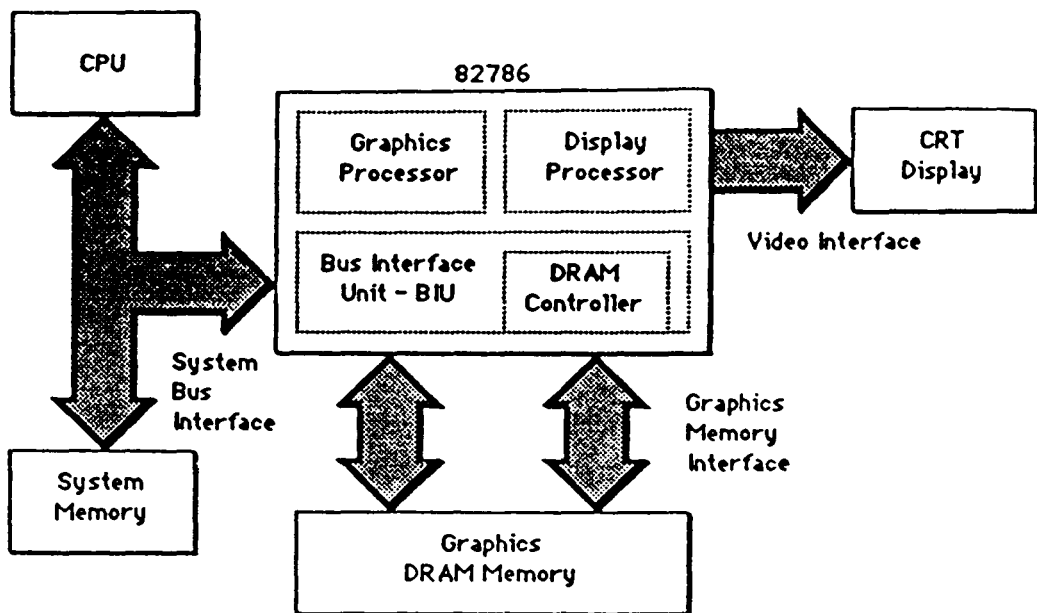 CPU
82786
Graphics
Processor
Display
Processor
CRT
Display
Video Interface
Bus Interface
Unit - BIU
DRAM
Controller
System
Bus
Interface
Graphics
Memory
Interface
System
Memory
Graphics
DRAM Memory